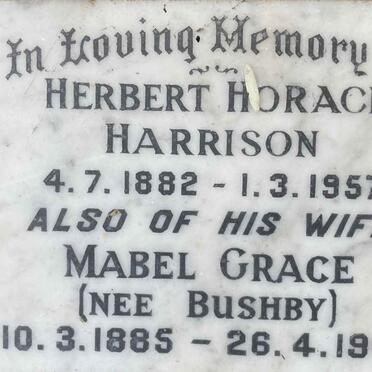 In Loving Memory
HERBERT HORAC
HARRISON
4.7.1882 - 1.3.1957
ALSO OF HIS WIF
MABEL GRACE
(NEE BUSHBY)
10.3.1885 - 26.4.19